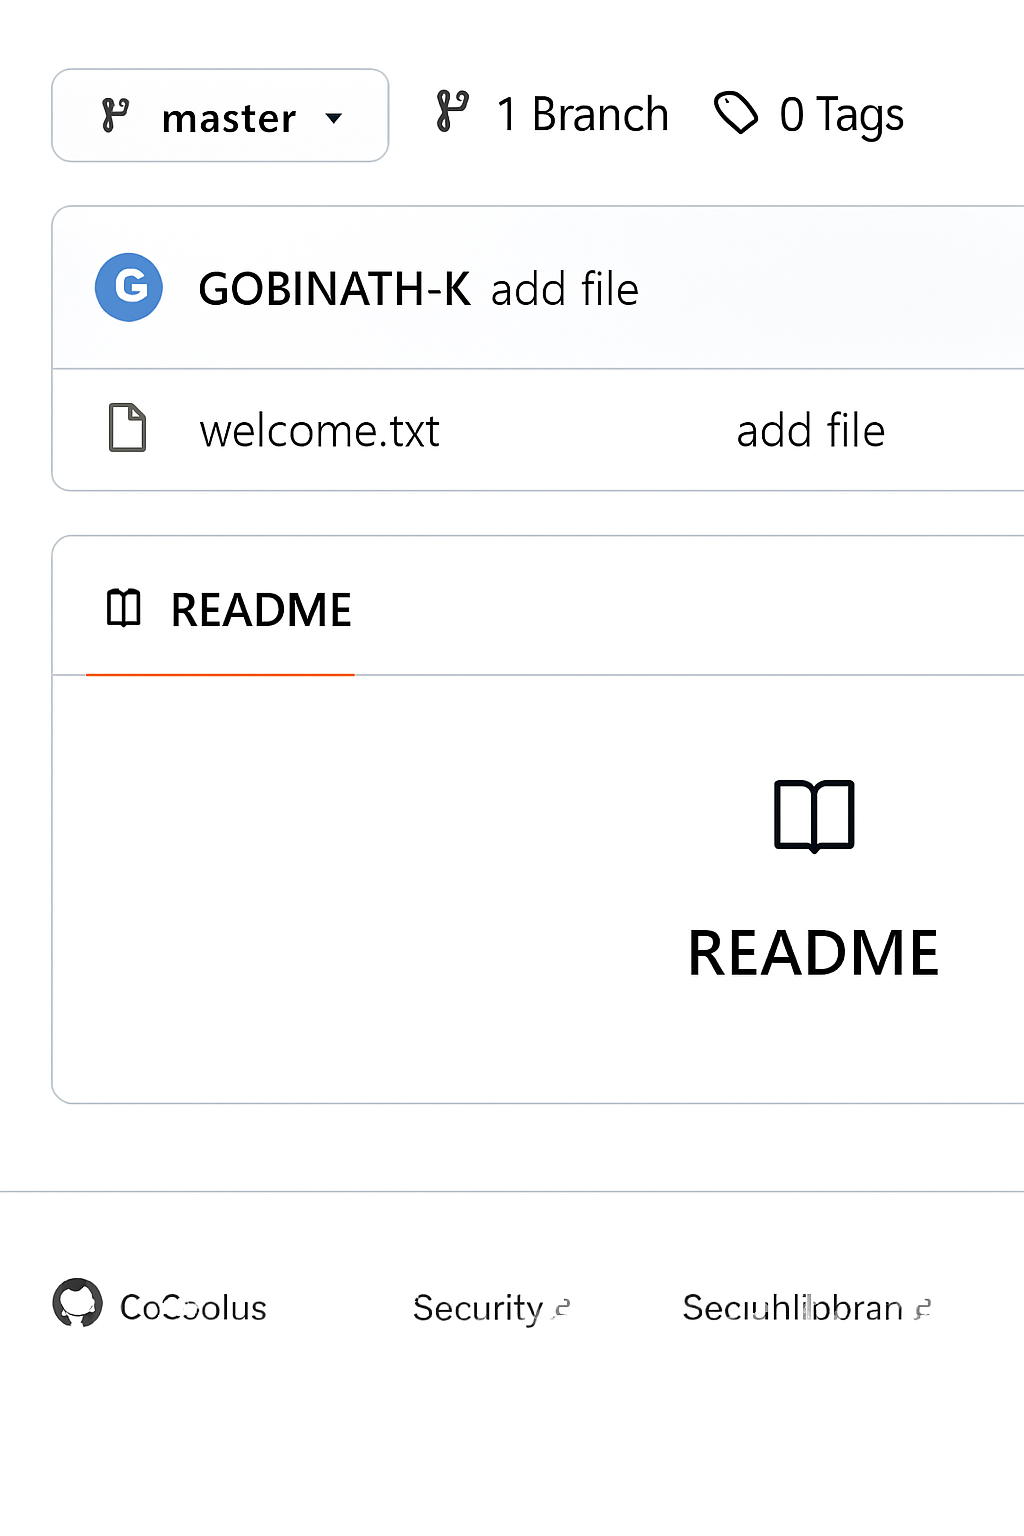 master 1 Branch 0 Tags
G GOBINATH-K add file
welcome.txt add file
README
README
Security